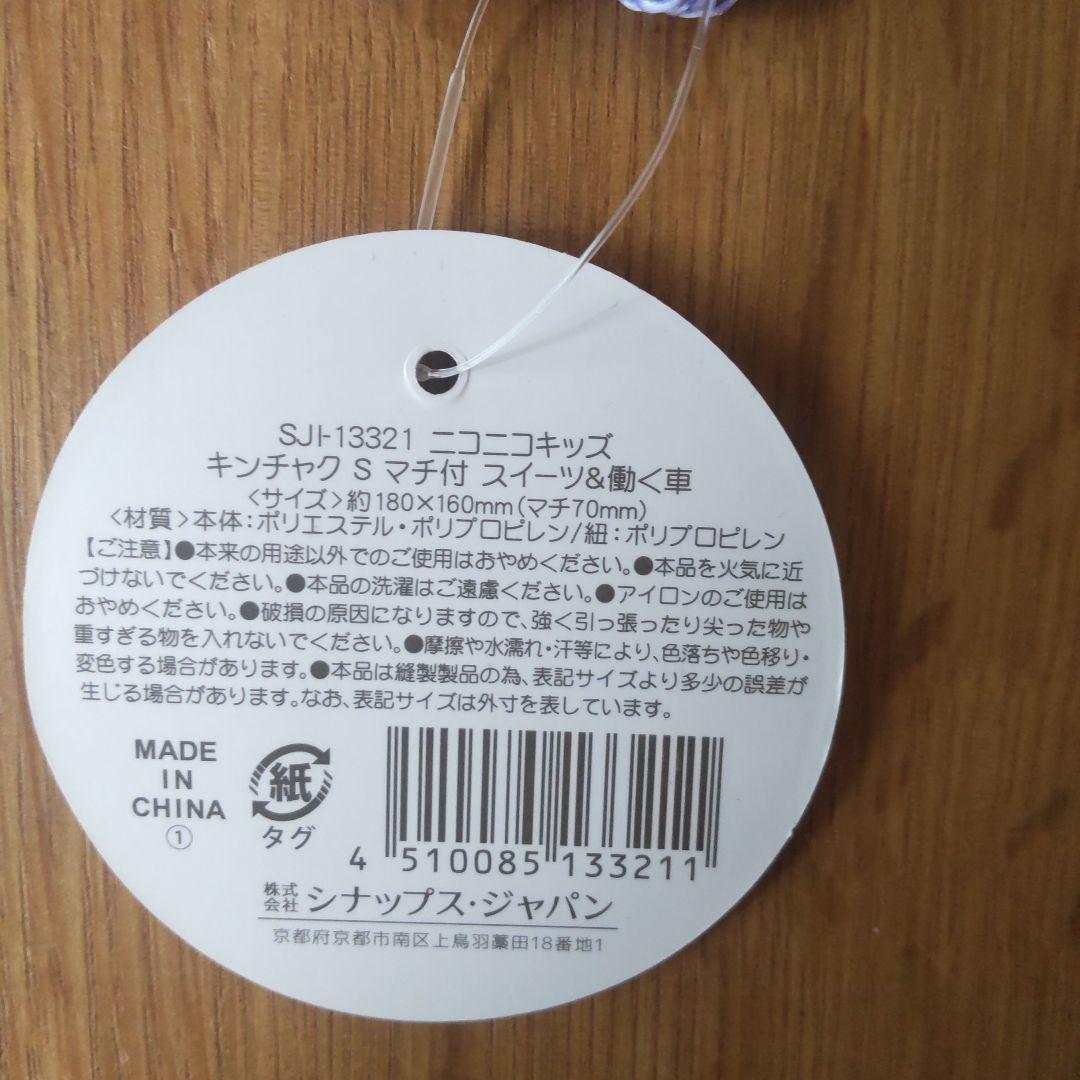 SJI-13321 ニコニコキッズ
キンチャク S マチ付 スイーツ&働く車
〈サイズ〉約180×160mm(マチ70mm)
〈材質〉本体：ポリエステル・ポリプロピレン/紐：ポリプロピレン
【ご注意】●本来の用途以外でのご使用はおやめください。●本品を火気に近
づけないでください。●本品の洗濯はご遠慮ください。●アイロンのご使用は
おやめください。●破損の原因になりますので、強く引っ張ったり尖った物や
重すぎる物を入れないでください。●摩擦や水濡れ・汗等により、色落ちや色移り・
変色する場合があります。●本品は縫製製品の為、表記サイズより多少の誤差が
生じる場合があります。なお、表記サイズは外寸を表しています。
MADE
IN
CHINA
①
紙
タグ
4 510085 133211
株式会社 シナップス・ジャパン
京都府京都市南区上鳥羽藁田18番地1